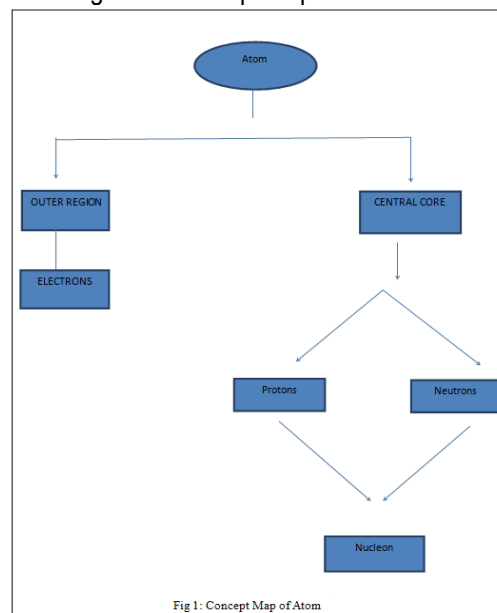 Atom
OUTER REGION
CENTRAL CORE
ELECTRONS
Protons
Neutrons
Nucleon
Fig 1: Concept Map of Atom